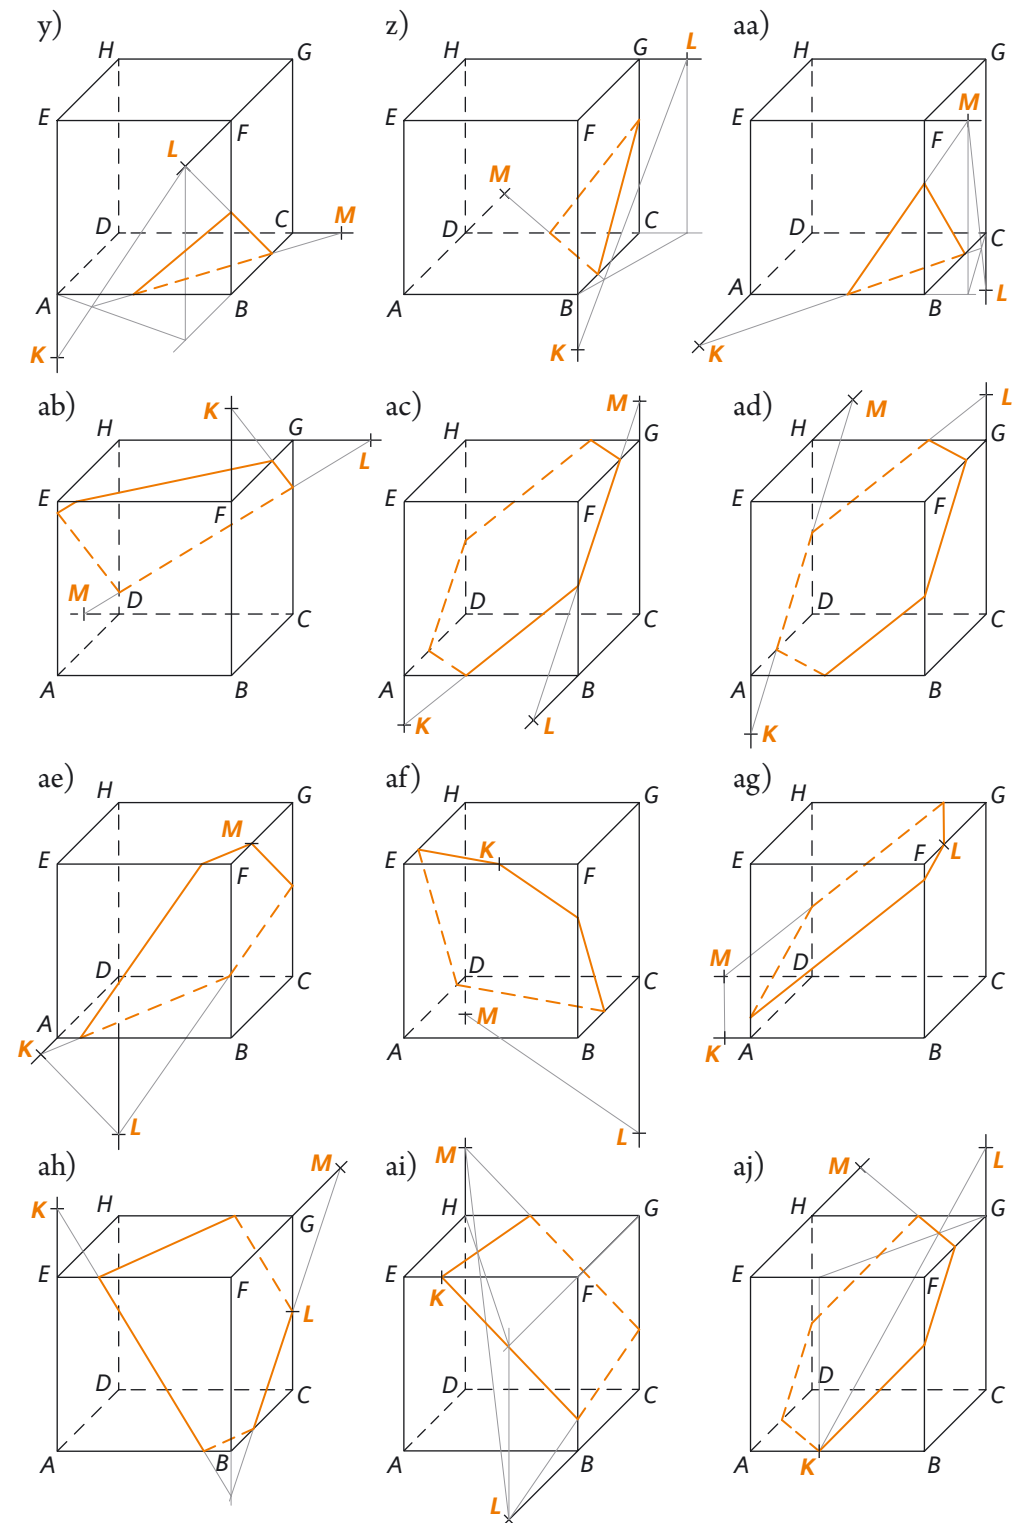 y) z) aa)
H G H G L H G
E F E F E F M
L
D C M M D C D C
A B A B A B L
K K K
ab) ac) ad)
K M M L
H G H G H G
L
E F E F E F
M D C D C D C
A B A B A B
K L K
ae) af) ag)
H G H G H G
M K
E F E F E F L
D C D C M D C
A M
K B A B K A B
L L
ah) ai) aj)
M M M L
K H G H G H G
E F E K F E F
L
D C D C D C
A B A B A K B
L